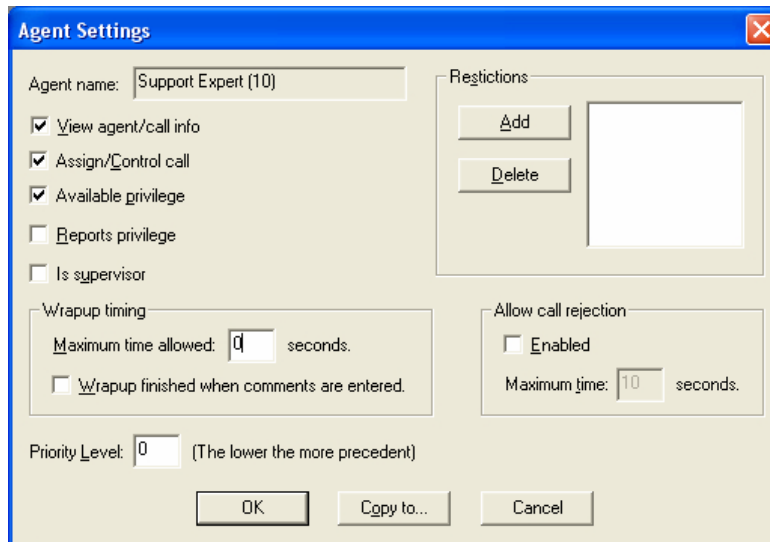 Agent Settings
Agent name: Support Expert (10)
View agent/call info
Assign/Control call
Available privilege
Reports privilege
Is supervisor
Restictions
Add
Delete
Wrapup timing
Maximum time allowed: 0 seconds.
Wrapup finished when comments are entered.
Allow call rejection
Enabled
Maximum time: 10 seconds.
Priority Level: 0 (The lower the more precedent)
OK Copy to... Cancel